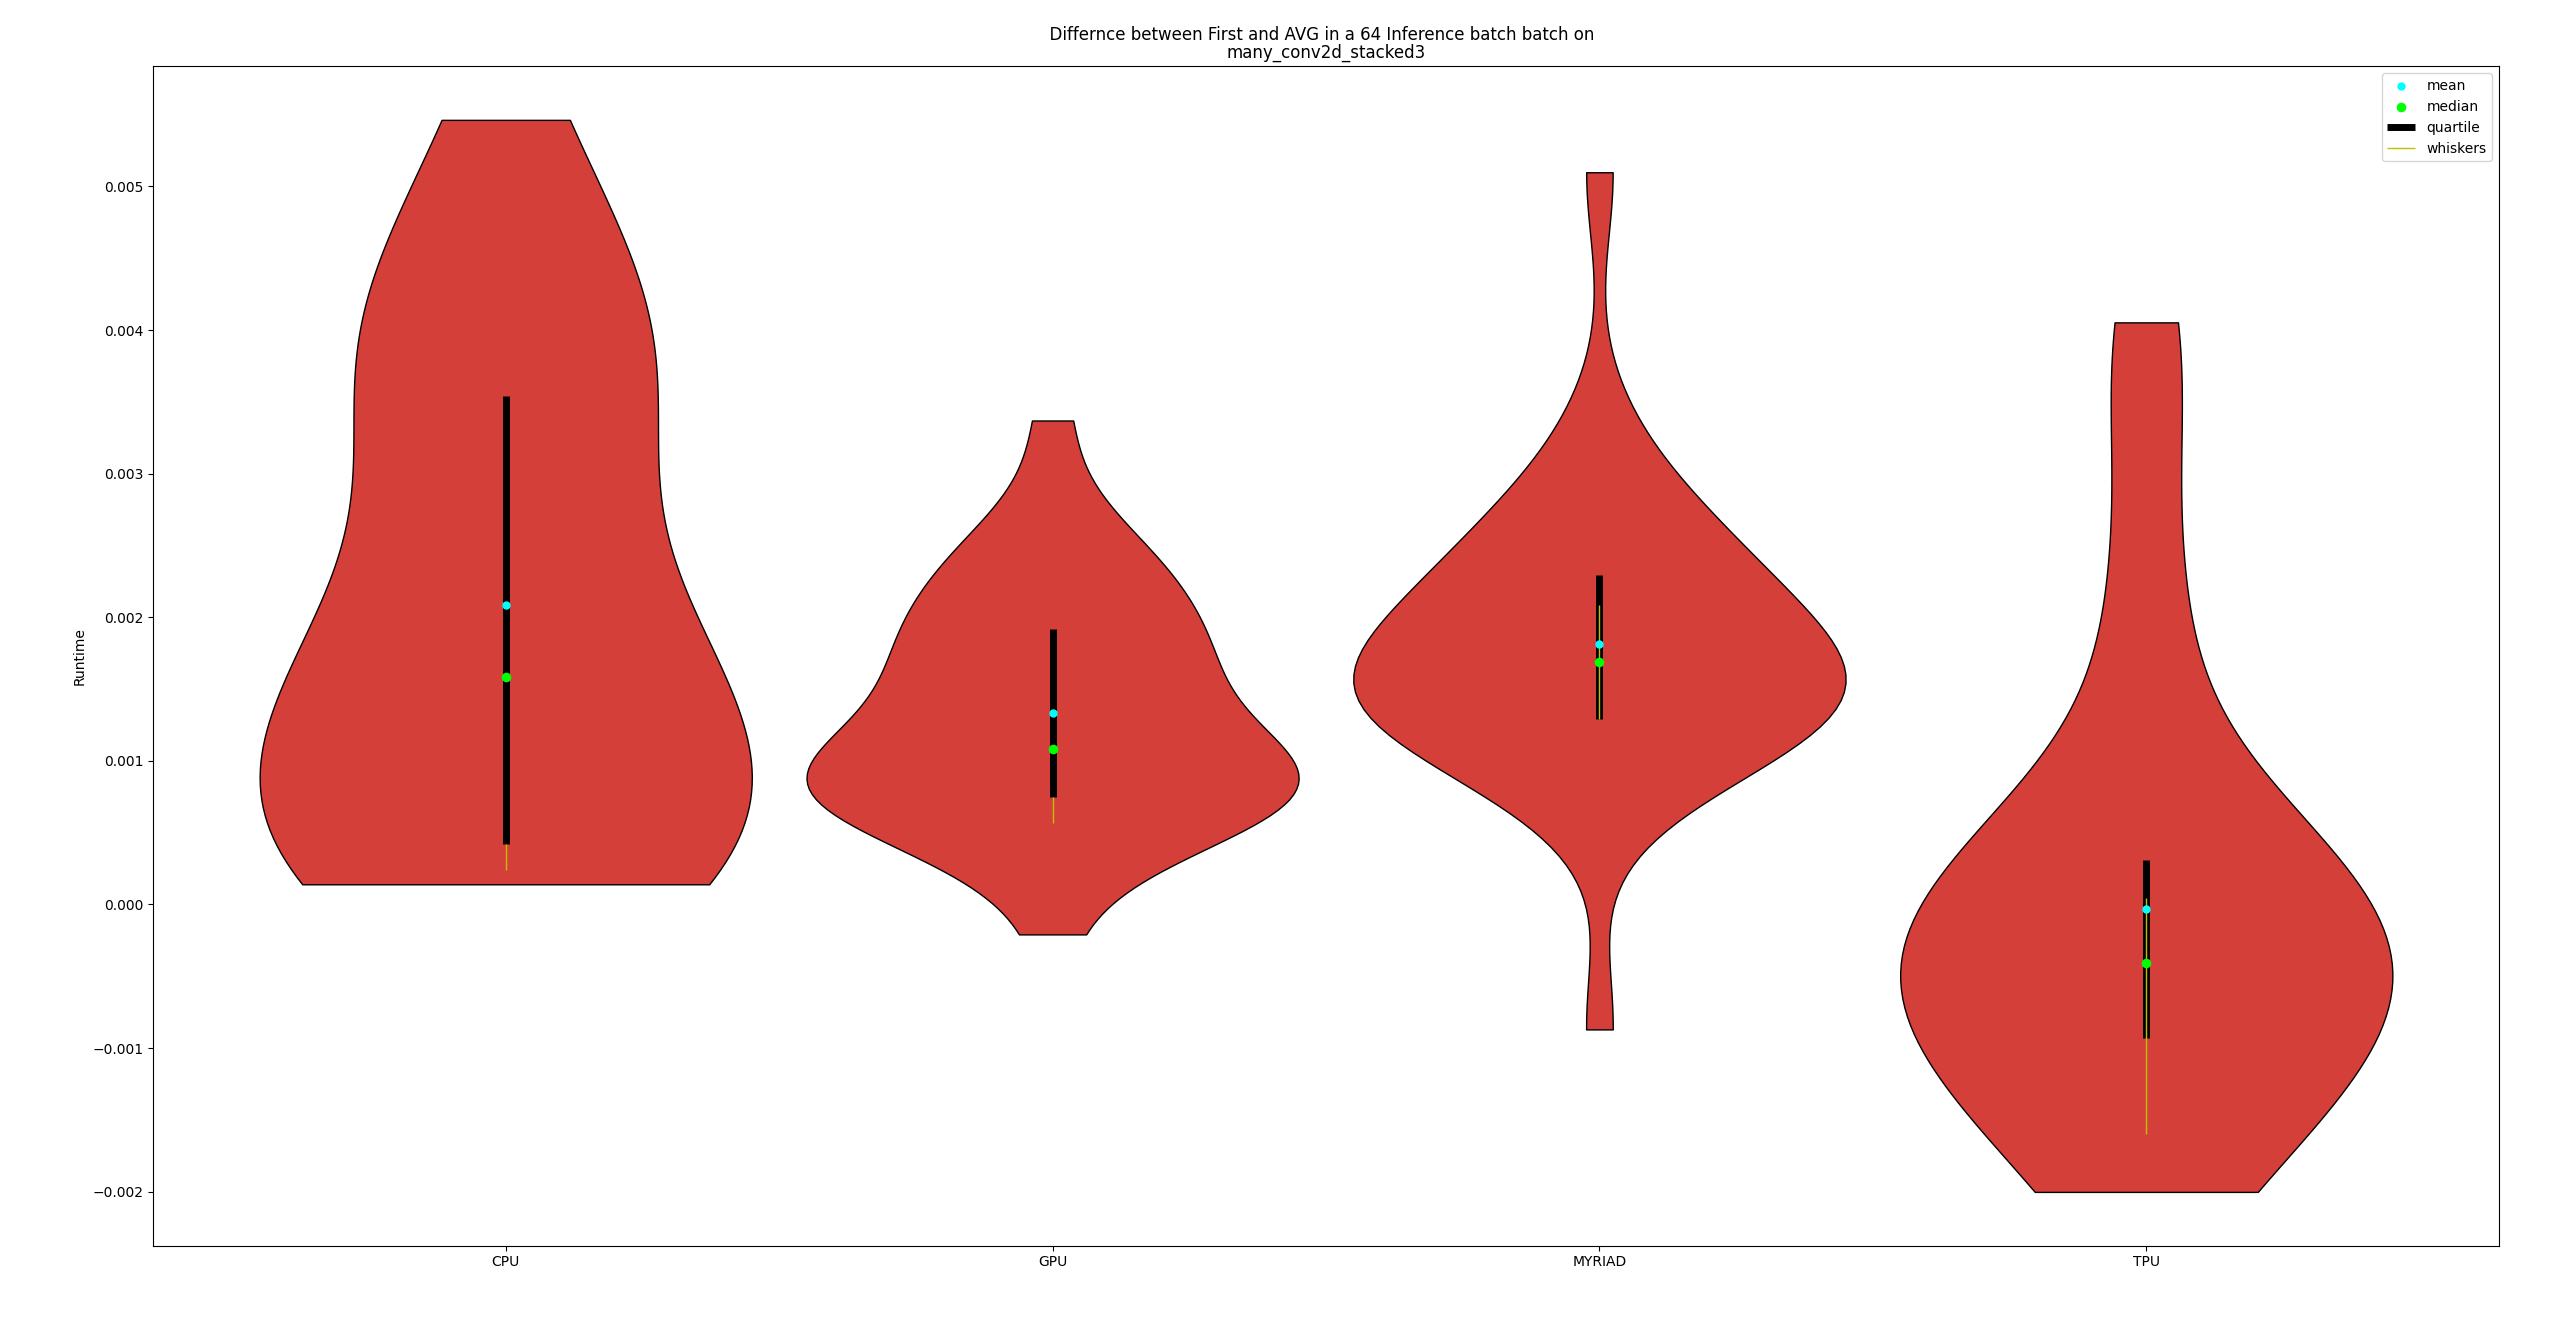 Differnce between First and AVG in a 64 Inference batch batch on
many_conv2d_stacked3
mean
median
quartile
whiskers
0.005
0.004
0.003
0.002
0.001
0.000
−0.001
−0.002
Runtime
CPU
GPU
MYRIAD
TPU